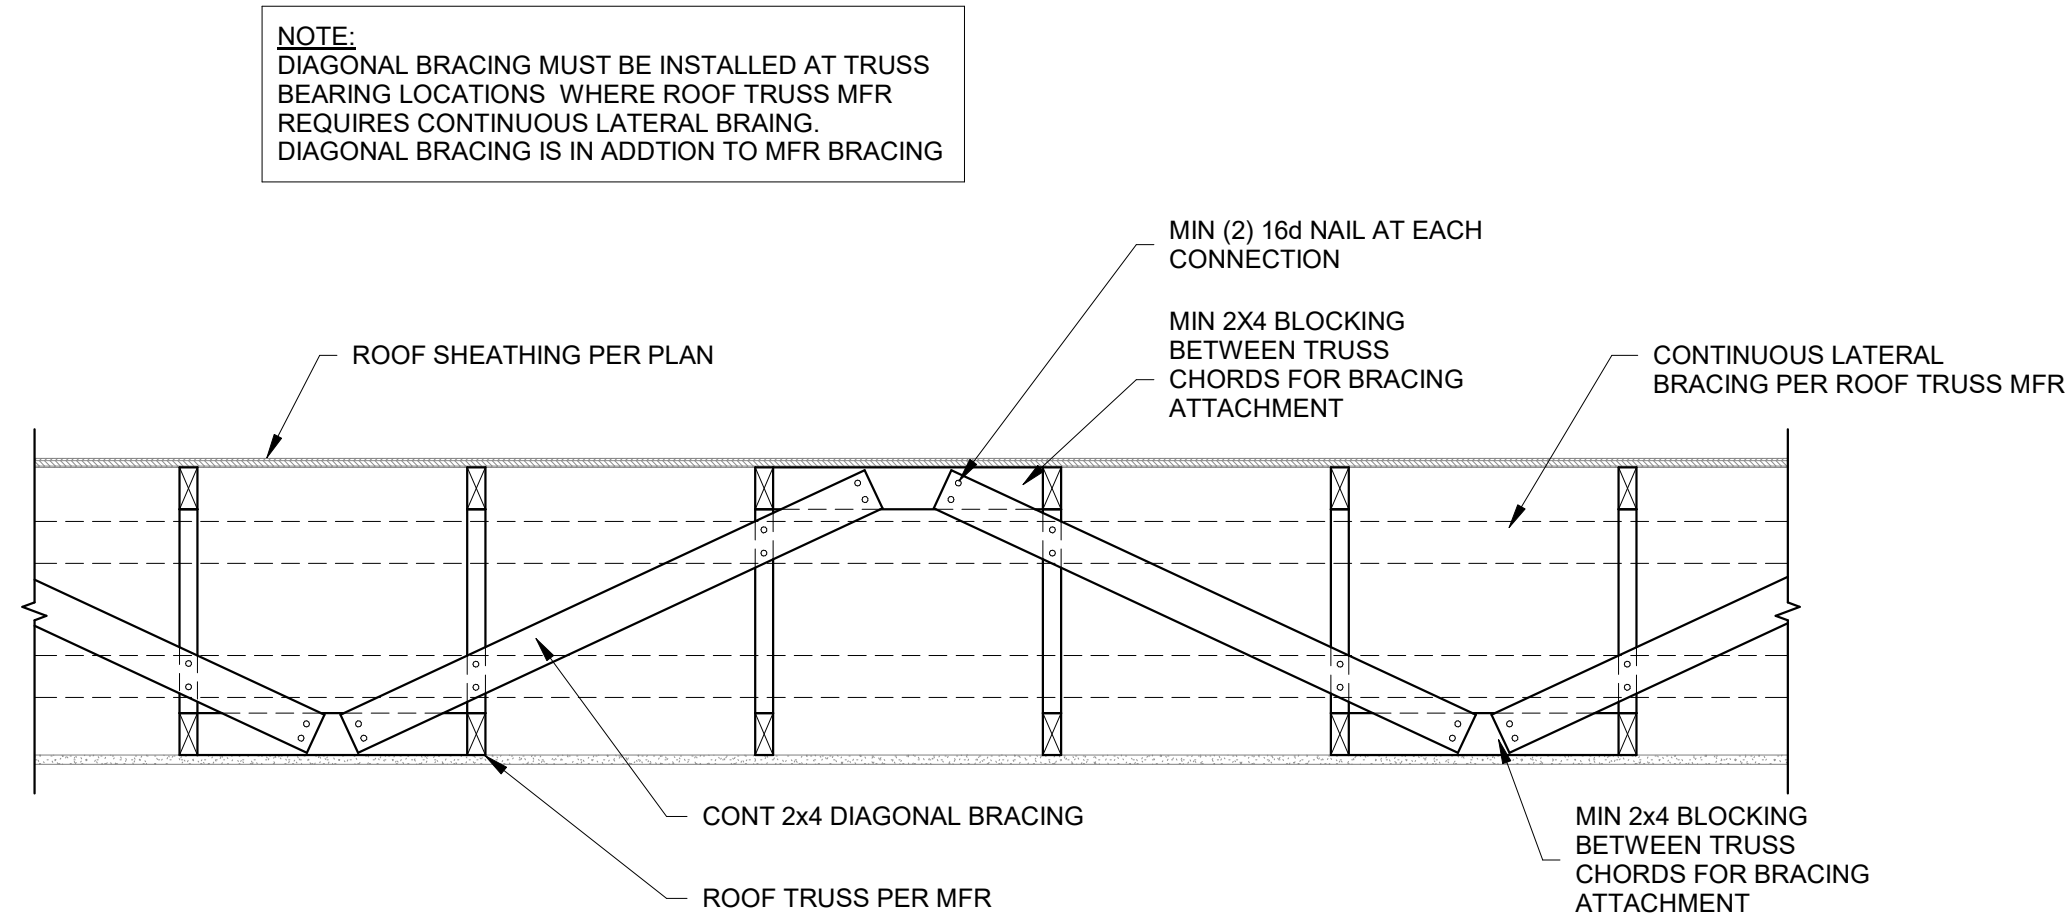 NOTE:
DIAGONAL BRACING MUST BE INSTALLED AT TRUSS
BEARING LOCATIONS WHERE ROOF TRUSS MFR
REQUIRES CONTINUOUS LATERAL BRAING.
DIAGONAL BRACING IS IN ADDTION TO MFR BRACING
MIN (2) 16d NAIL AT EACH
CONNECTION
MIN 2X4 BLOCKING
BETWEEN TRUSS
CHORDS FOR BRACING
ATTACHMENT
ROOF SHEATHING PER PLAN
CONTINUOUS LATERAL
BRACING PER ROOF TRUSS MFR
CONT 2x4 DIAGONAL BRACING
ROOF TRUSS PER MFR
MIN 2x4 BLOCKING
BETWEEN TRUSS
CHORDS FOR BRACING
ATTACHMENT